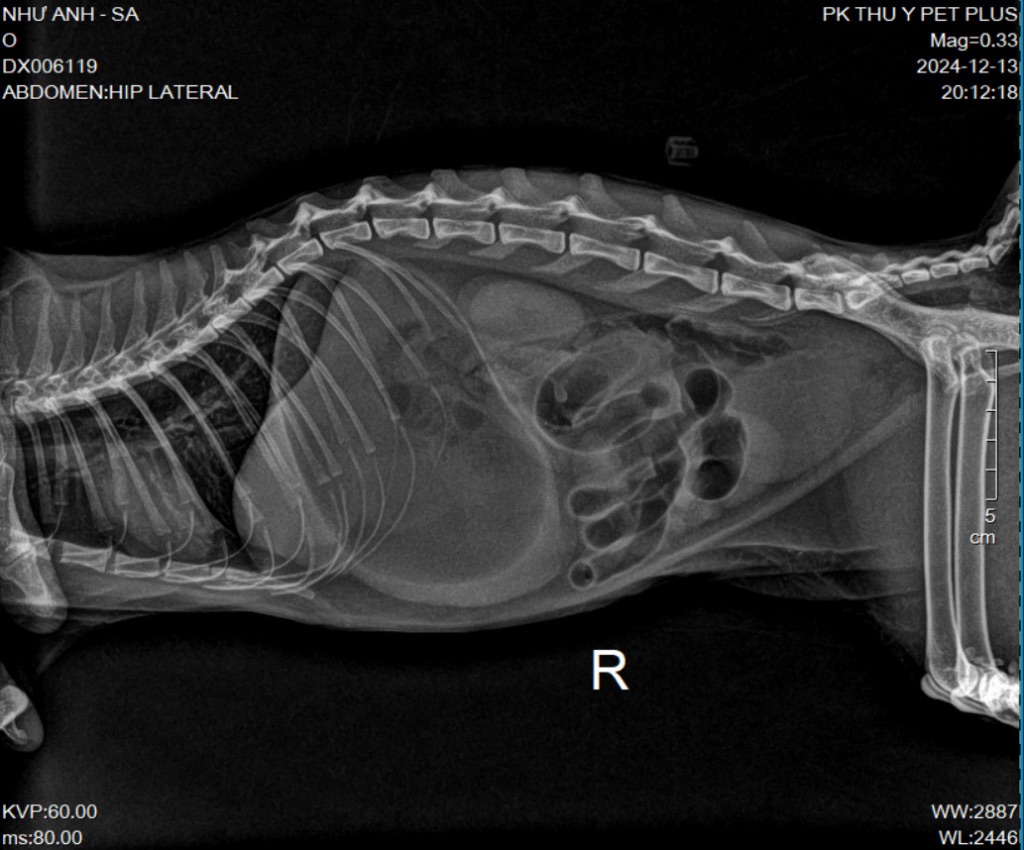 NHƯ ANH - SA
O
DX006119
ABDOMEN:HIP LATERAL
PK THU Y PET PLUS
Mag=0.33
2024-12-13
20:12:18
5
cm
R
KVP:60.00
ms:80.00
WW:2887
WL:2446